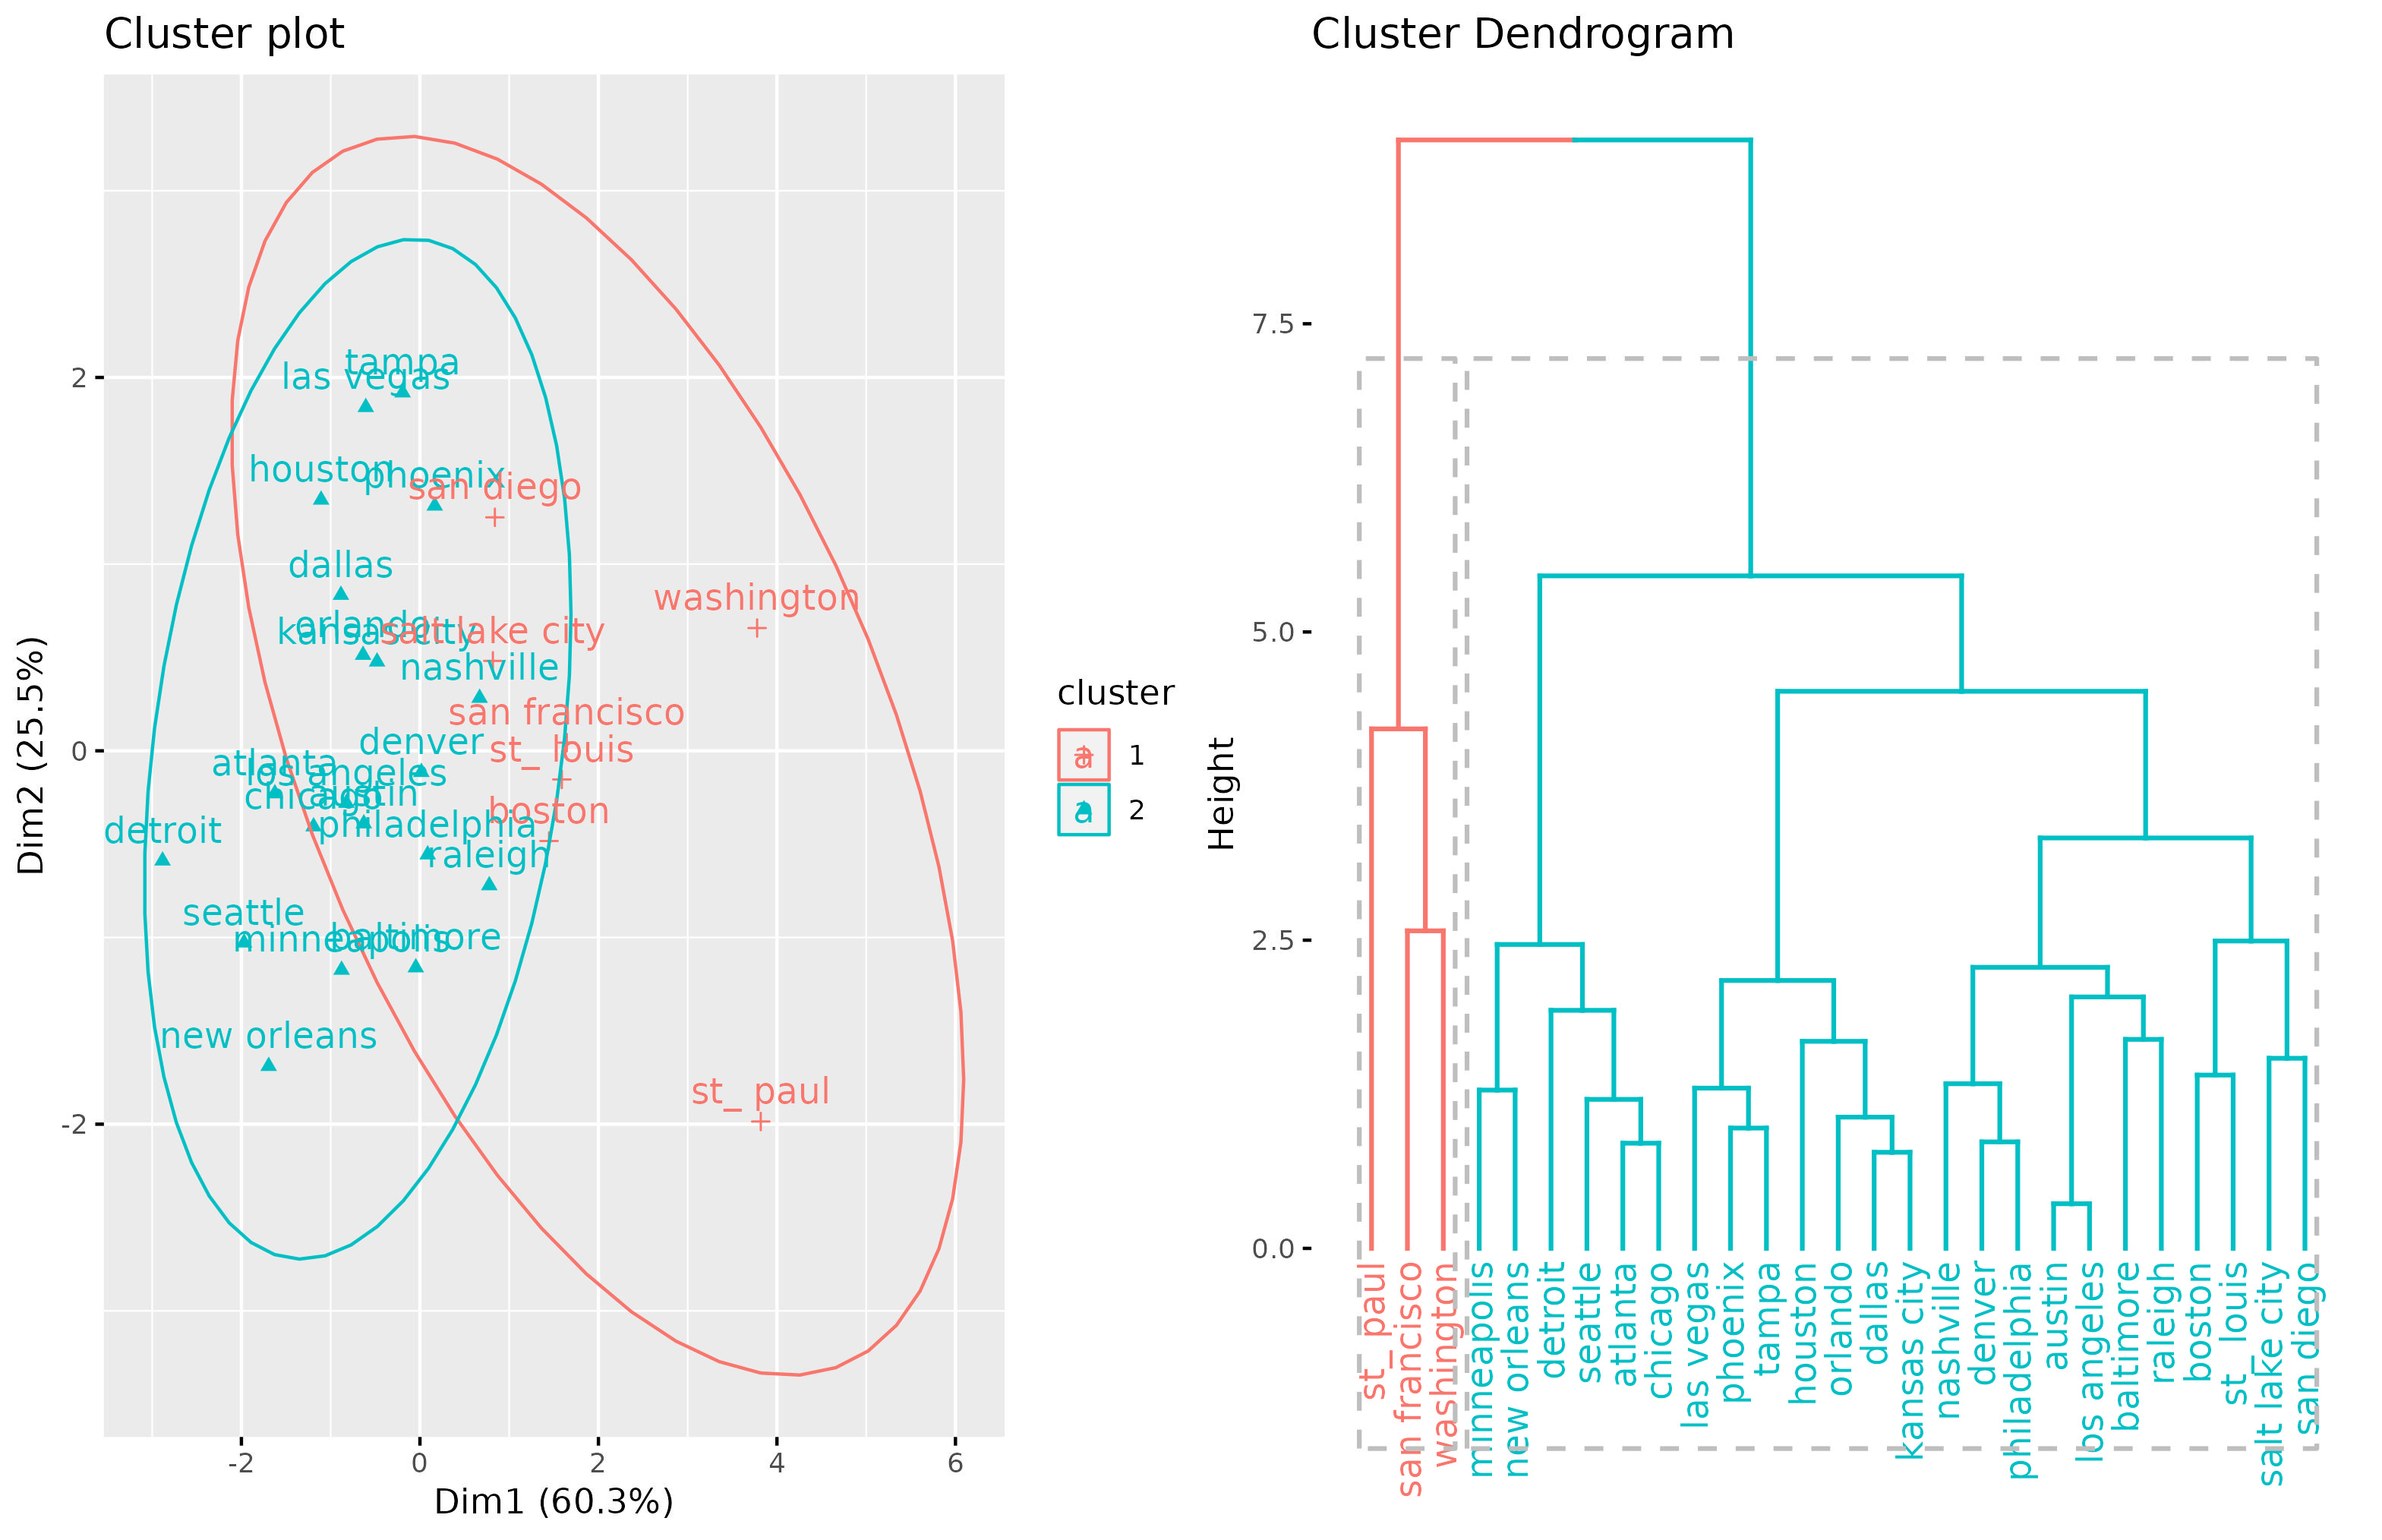 Cluster plot
tampa
las vegas
houston
phoenix
san diego
dallas
washington
orlando
kansas city
salt lake city
nashville
san francisco
denver
st_ louis
atlanta
los angeles
austin
chicago
boston
philadelphia
detroit
raleigh
seattle
baltimore
minneapolis
new orleans
st_ paul
2
0
-2
Dim2 (25.5%)
-2
0
2
4
6
Dim1 (60.3%)
cluster
a
1
a
2
Cluster Dendrogram
7.5
5.0
2.5
0.0
Height
st_ paul
san francisco
washington
minneapolis
new orleans
detroit
seattle
atlanta
chicago
las vegas
phoenix
tampa
houston
orlando
dallas
kansas city
nashville
denver
philadelphia
austin
los angeles
baltimore
raleigh
boston
st_ louis
salt lake city
san diego